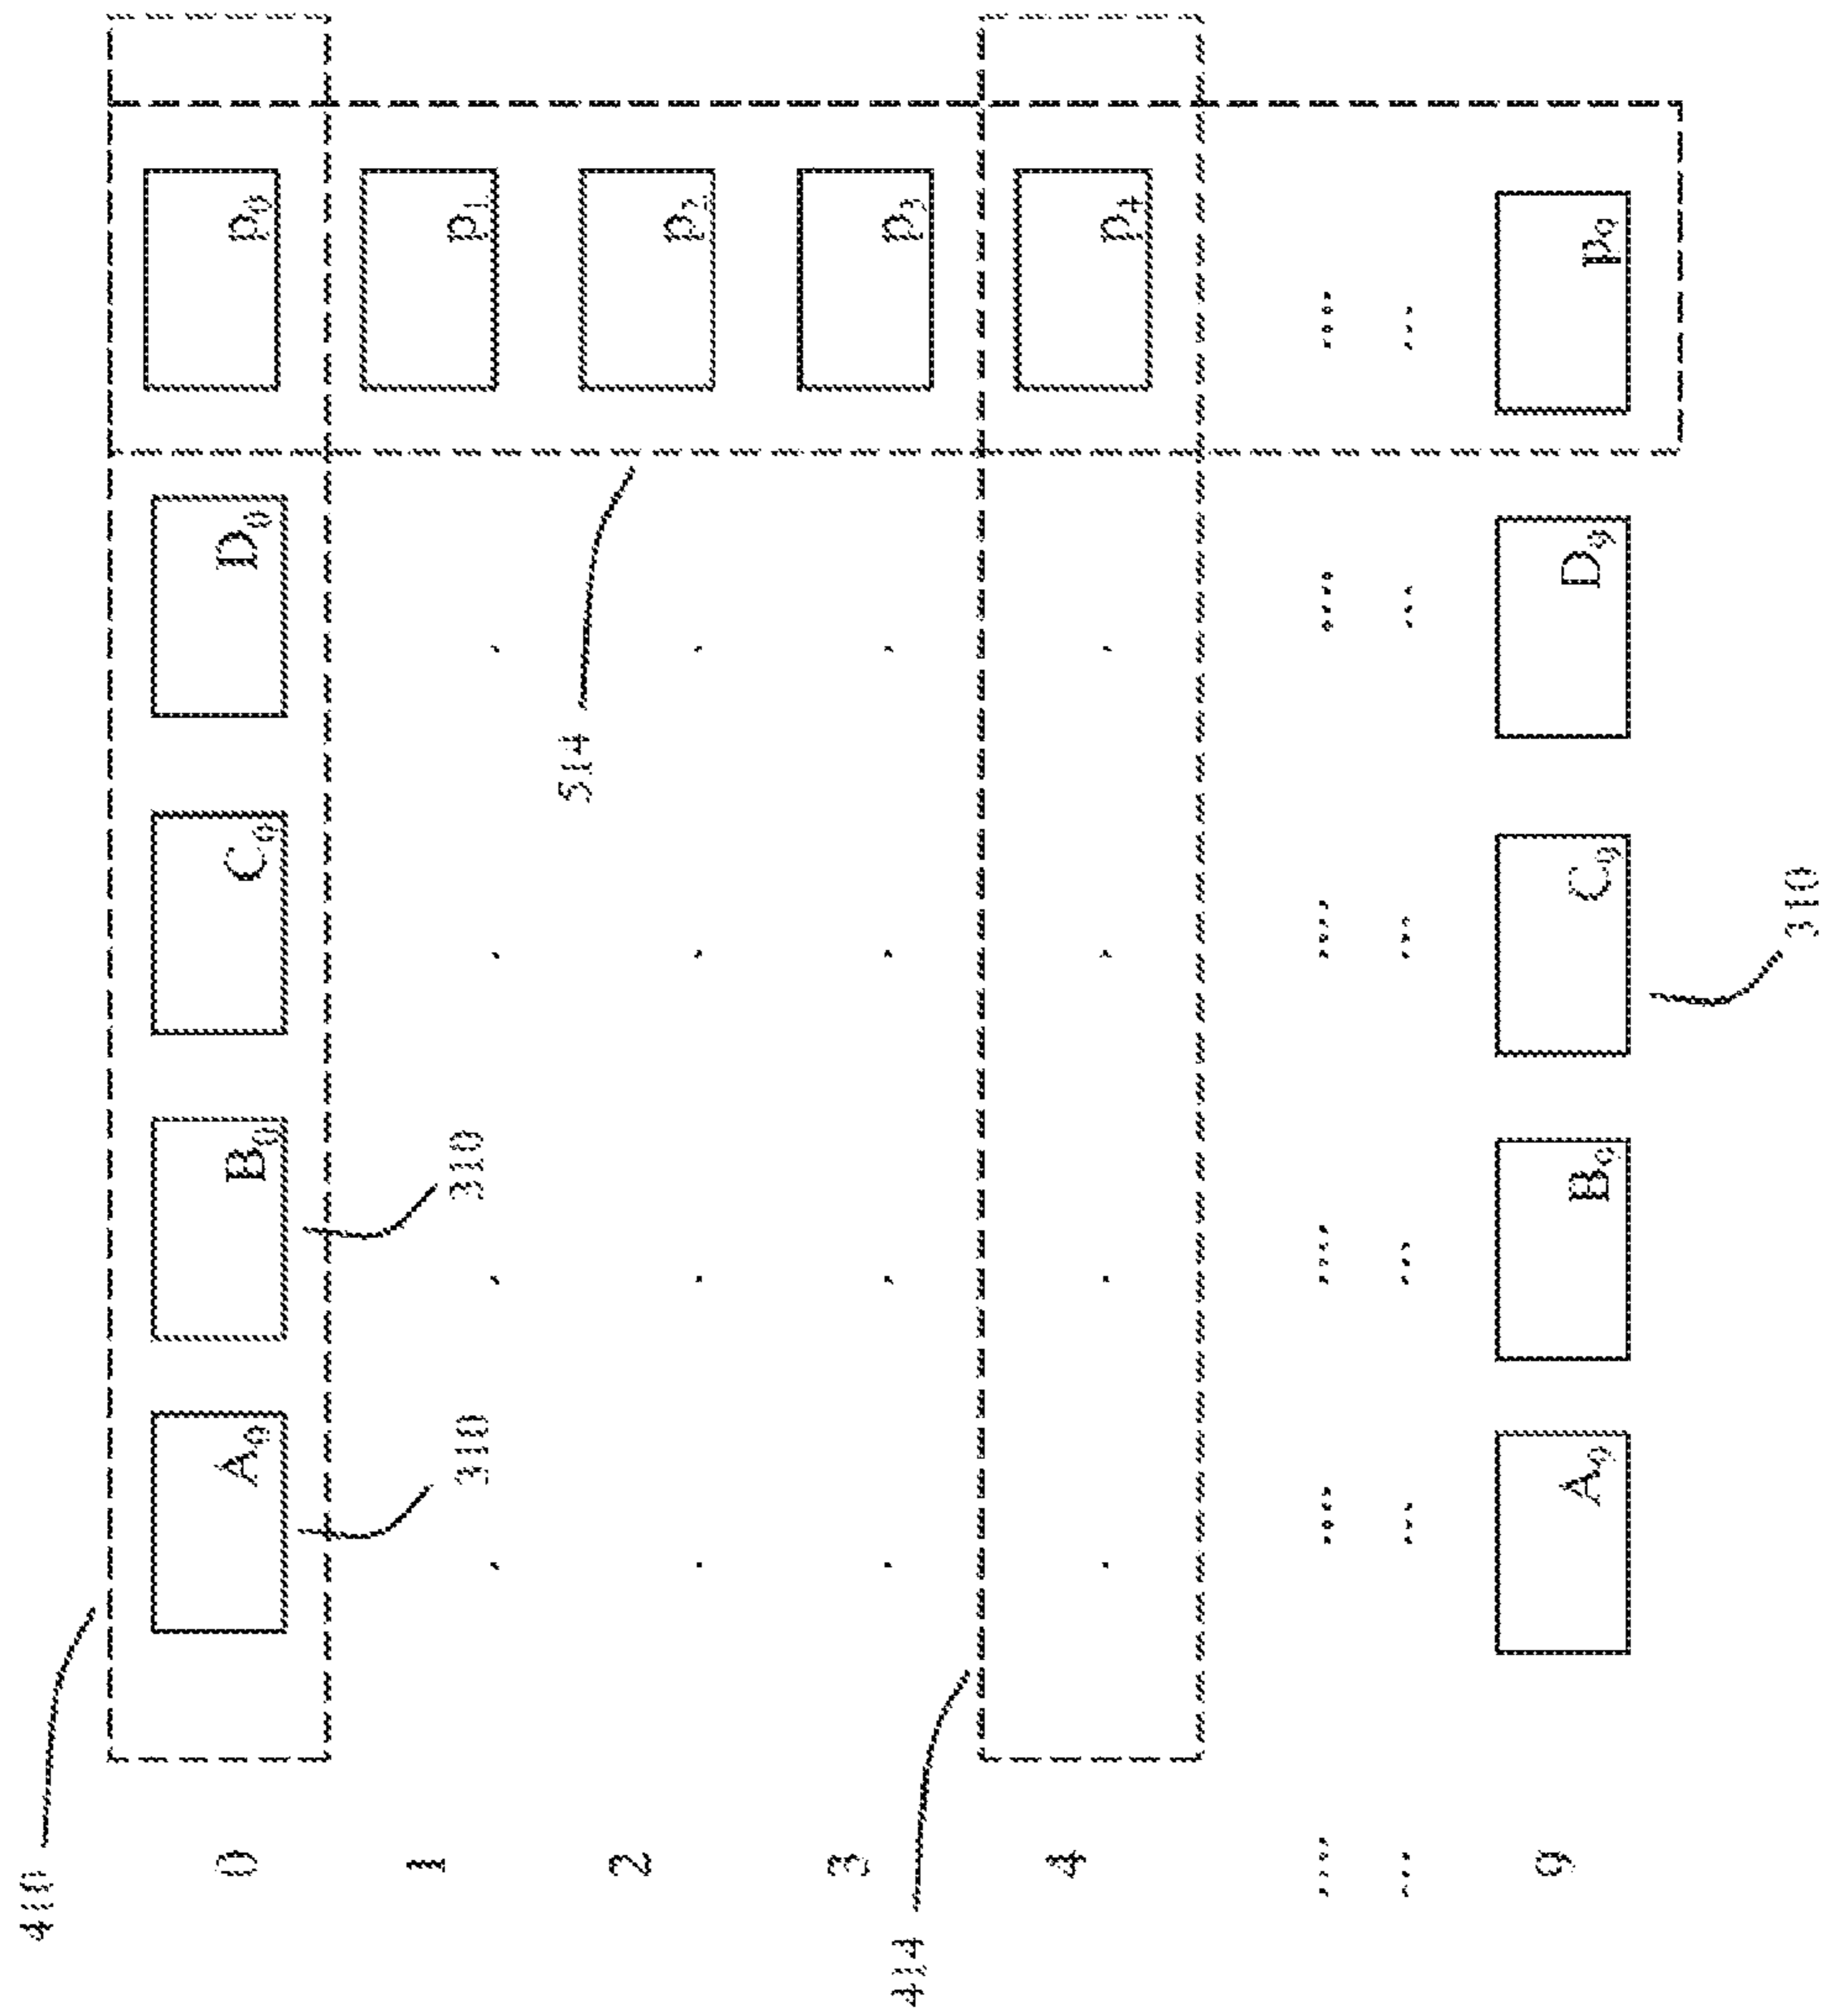 410
0 A₀ B₀ C₀ D₀ p₀
310 310
1 p₁
514
2 p₂
3 p₃
414
4 p₄
9 A₉ B₉ C₉ D₉ p₉
310